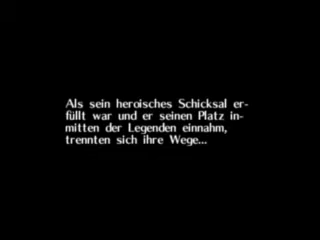 Als sein heroisches Schicksal er-
füllt war und er seinen Platz in-
mitten der Legenden einnahm,
trennten sich ihre Wege...